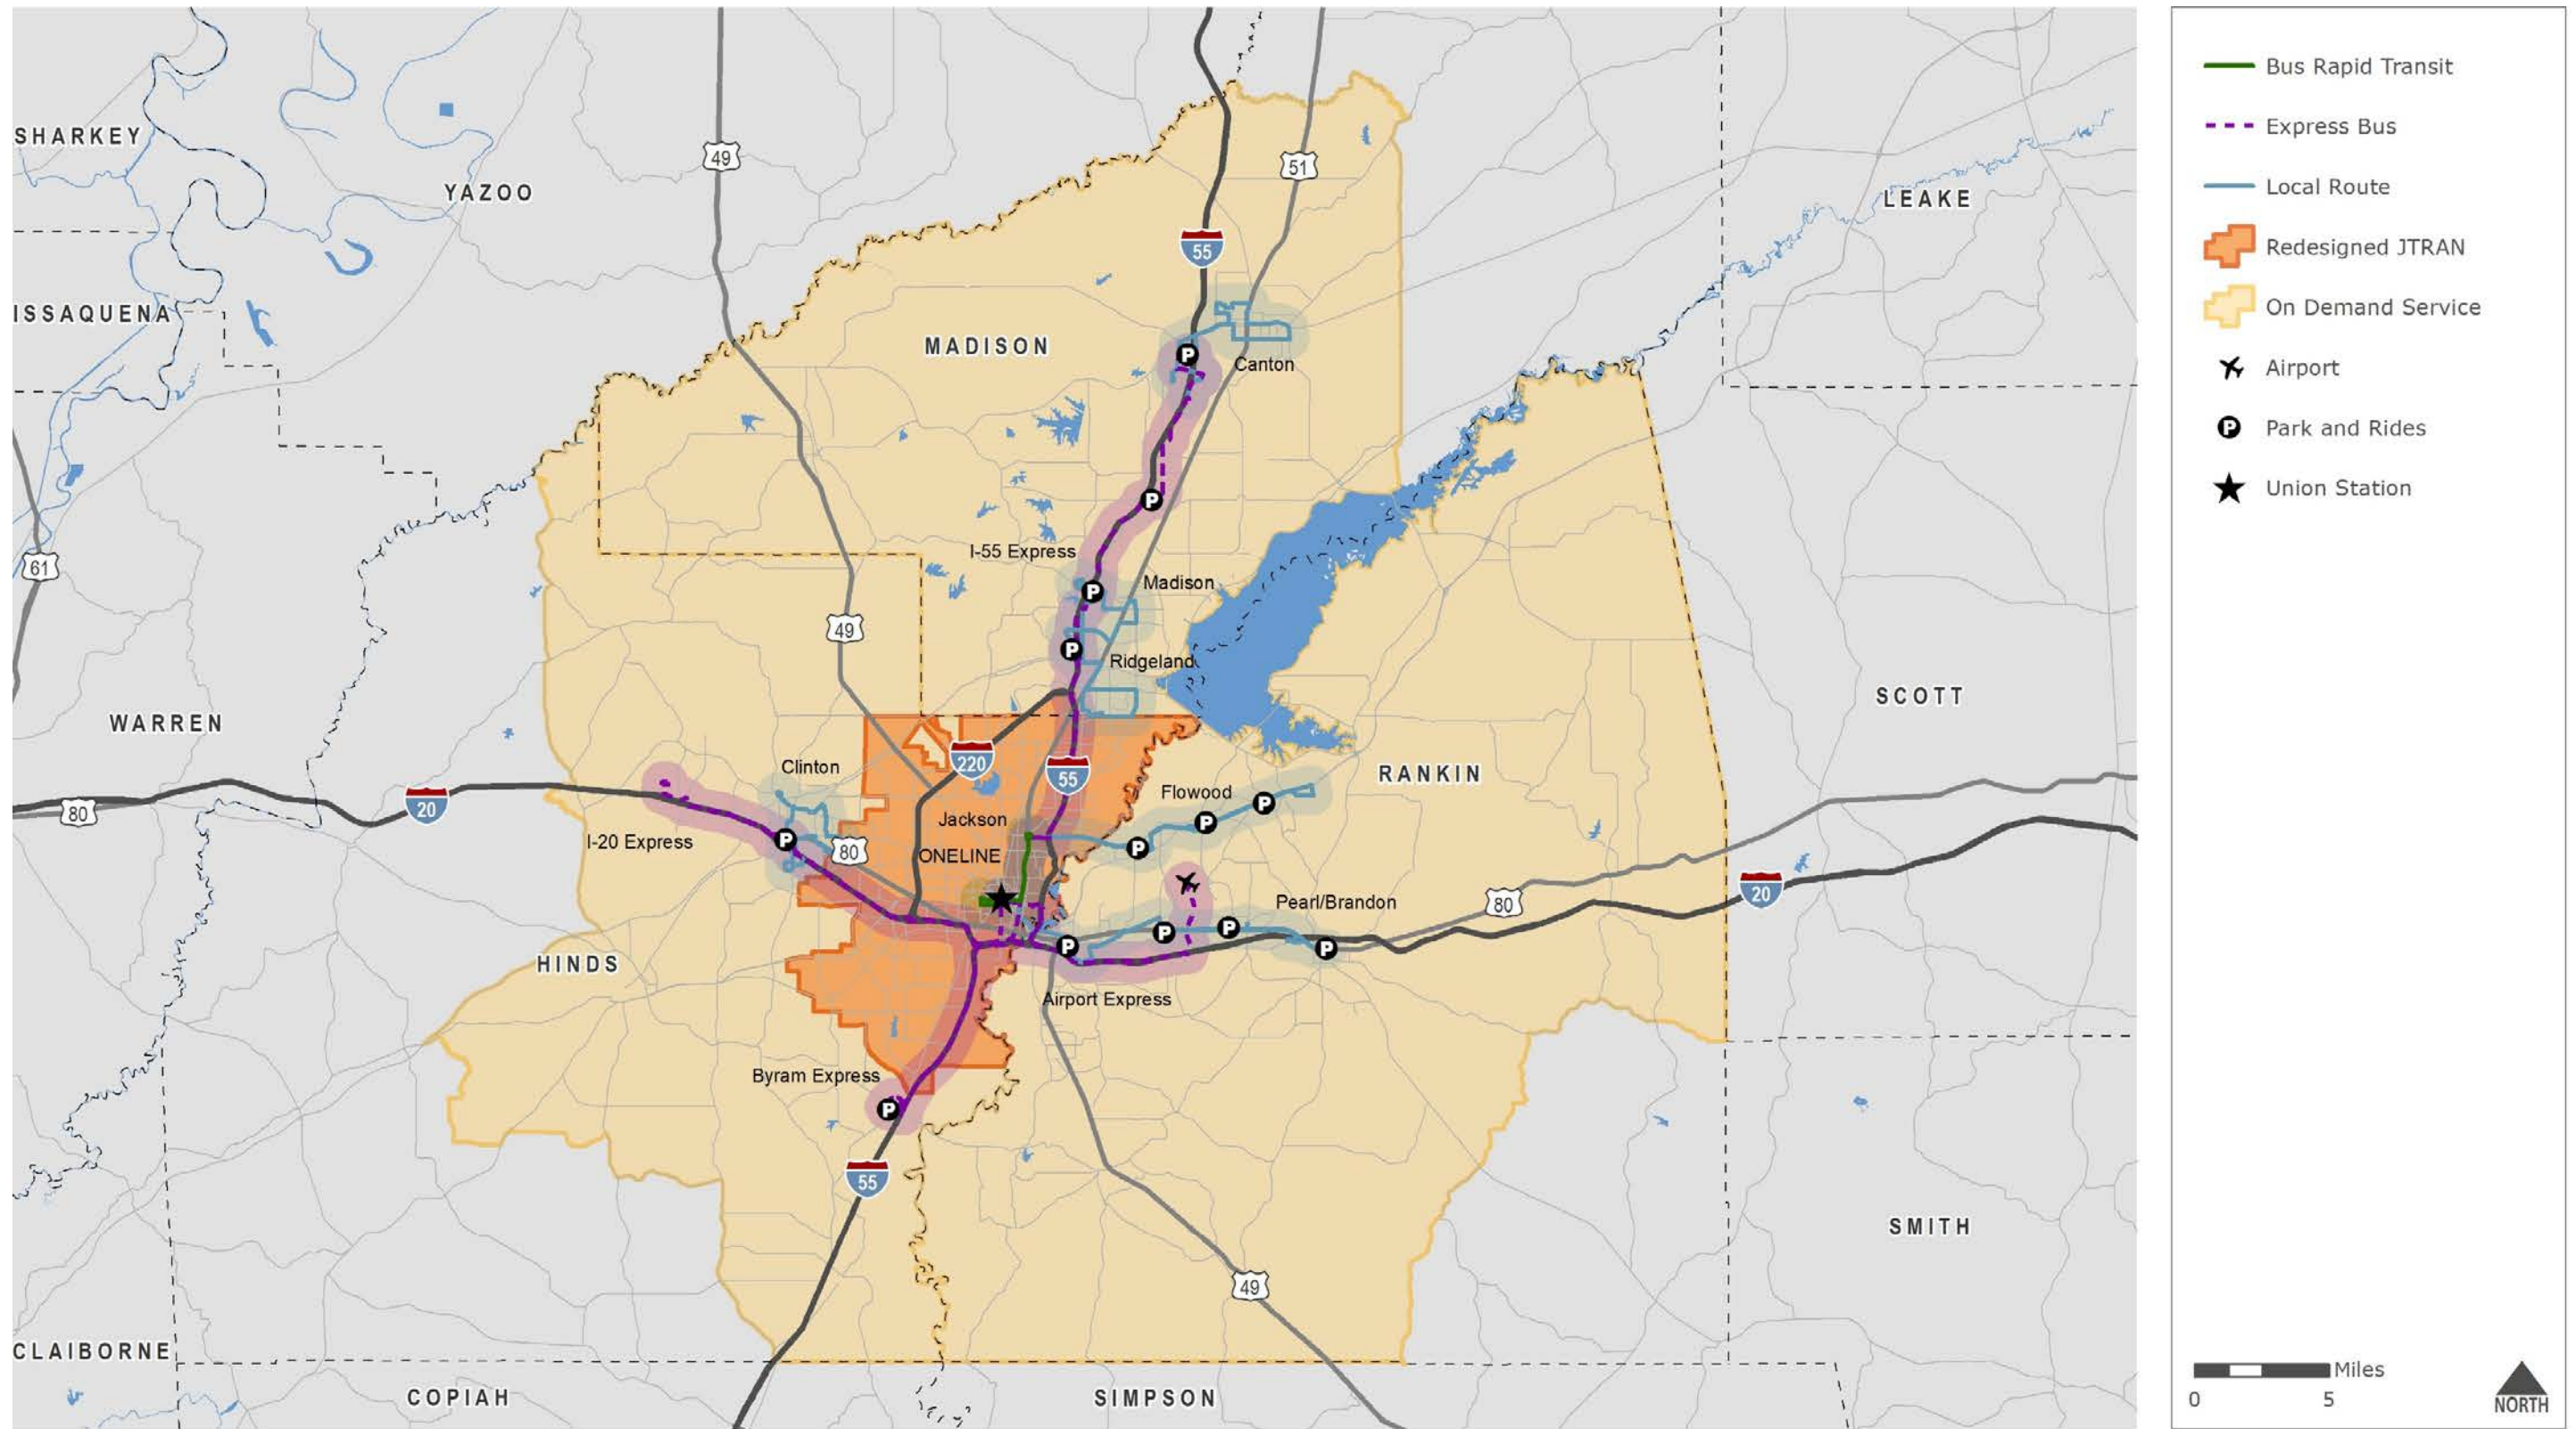 SHARKEY
YAZOO
49
51
LEAKE
55
ISSAQUENA
MADISON
Canton
61
I-55 Express
Madison
49
Ridgeland
WARREN
SCOTT
220
55
Clinton
RANKIN
80
20
Flowood
Jackson
I-20 Express
80
ONELINE
20
Pearl/Brandon
80
HINDS
Airport Express
Byram Express
55
SMITH
49
CLAIBORNE
COPIAH
SIMPSON
P
P
P
P
P
P
P
P
P
P
P
P
P
Bus Rapid Transit
Express Bus
Local Route
Redesigned JTRAN
On Demand Service
Airport
P Park and Rides
Union Station
Miles
0 5
NORTH